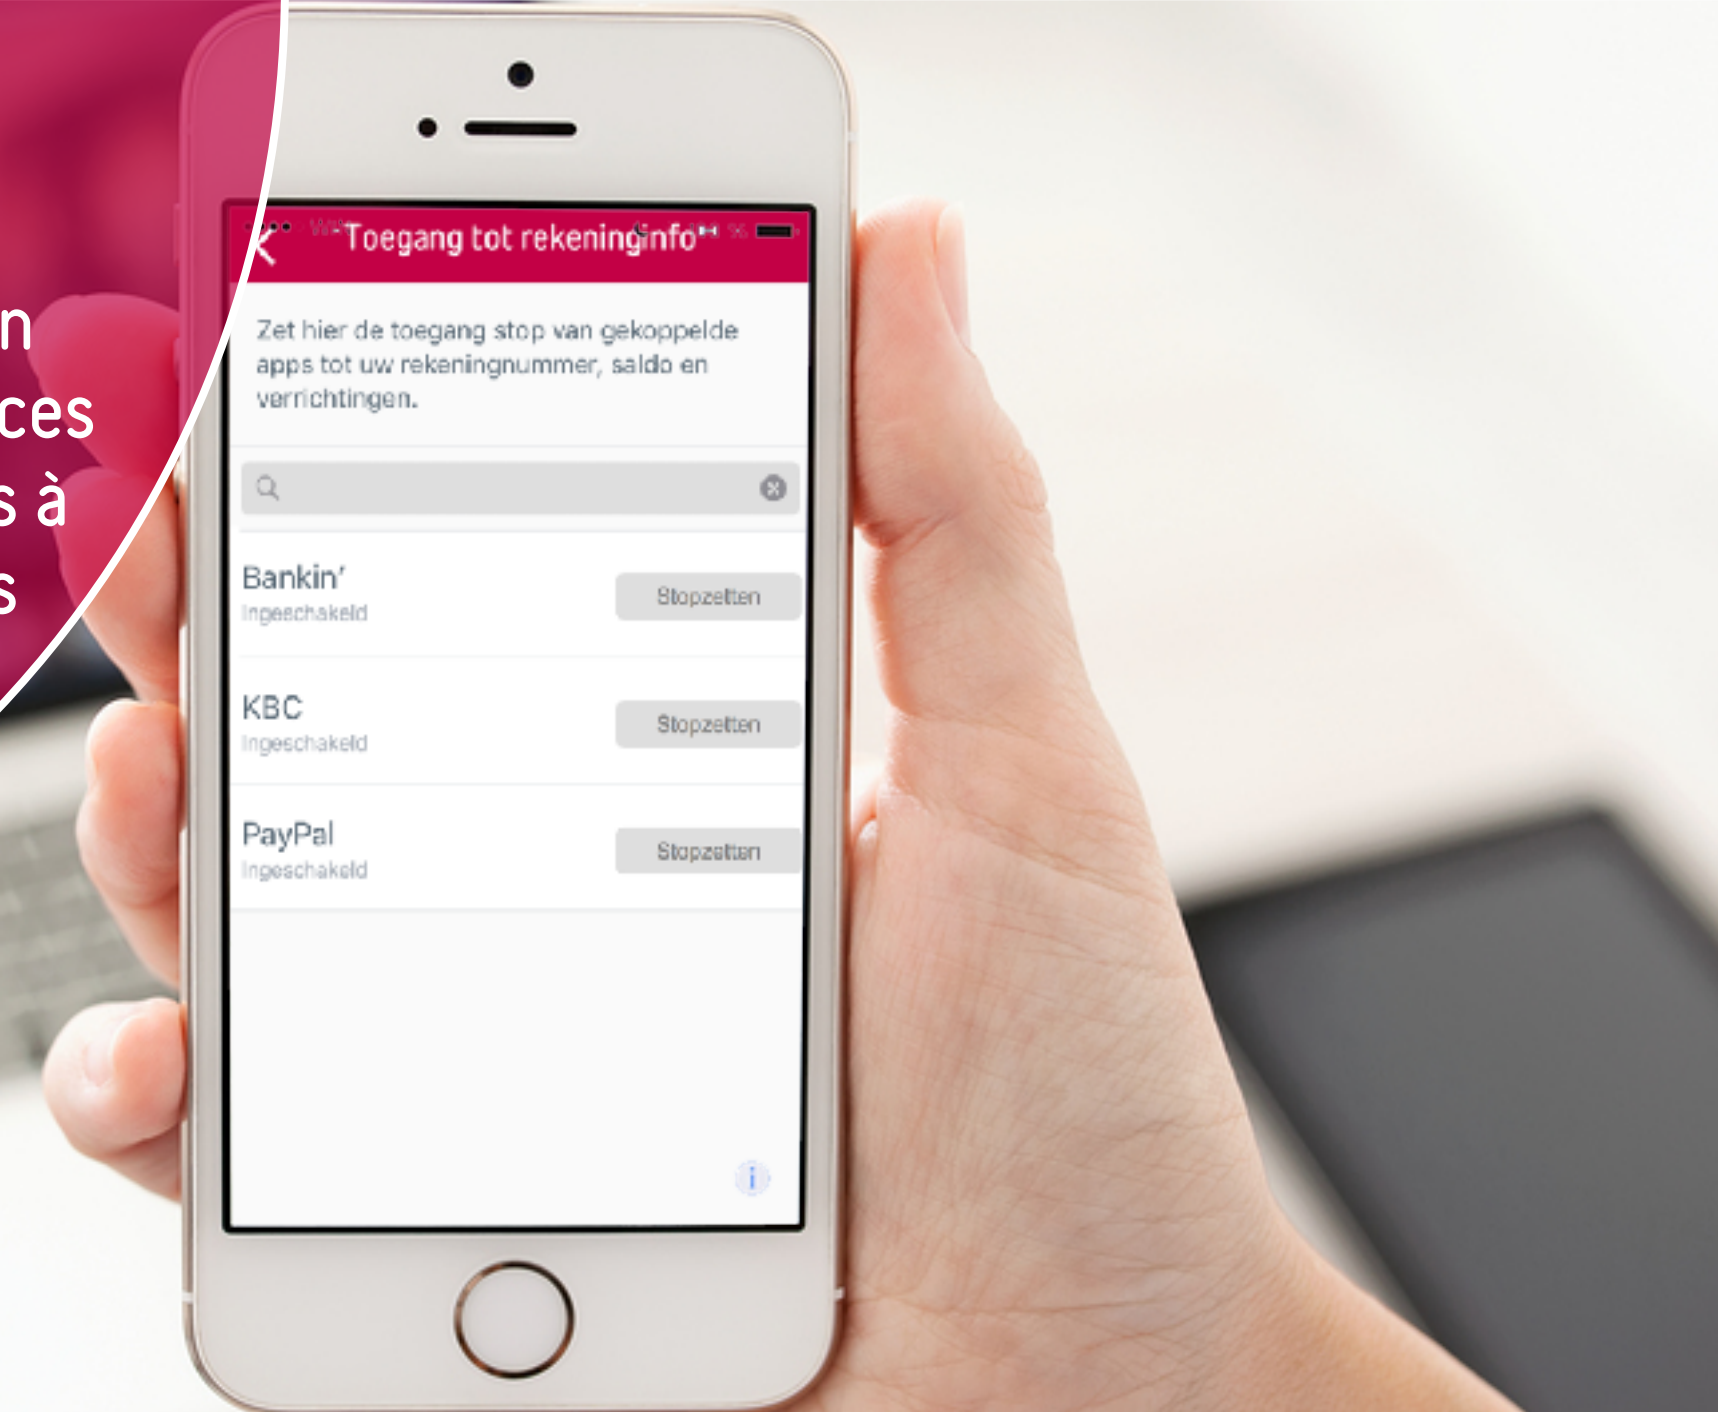 n
ces
s à
s
Toegang tot rekeninginfo
Zet hier de toegang stop van gekoppelde
apps tot uw rekeningnummer, saldo en
verrichtingen.
Bankin’
Ingeschakeld
Stopzetten
KBC
Ingeschakeld
Stopzetten
PayPal
Ingeschakeld
Stopzetten